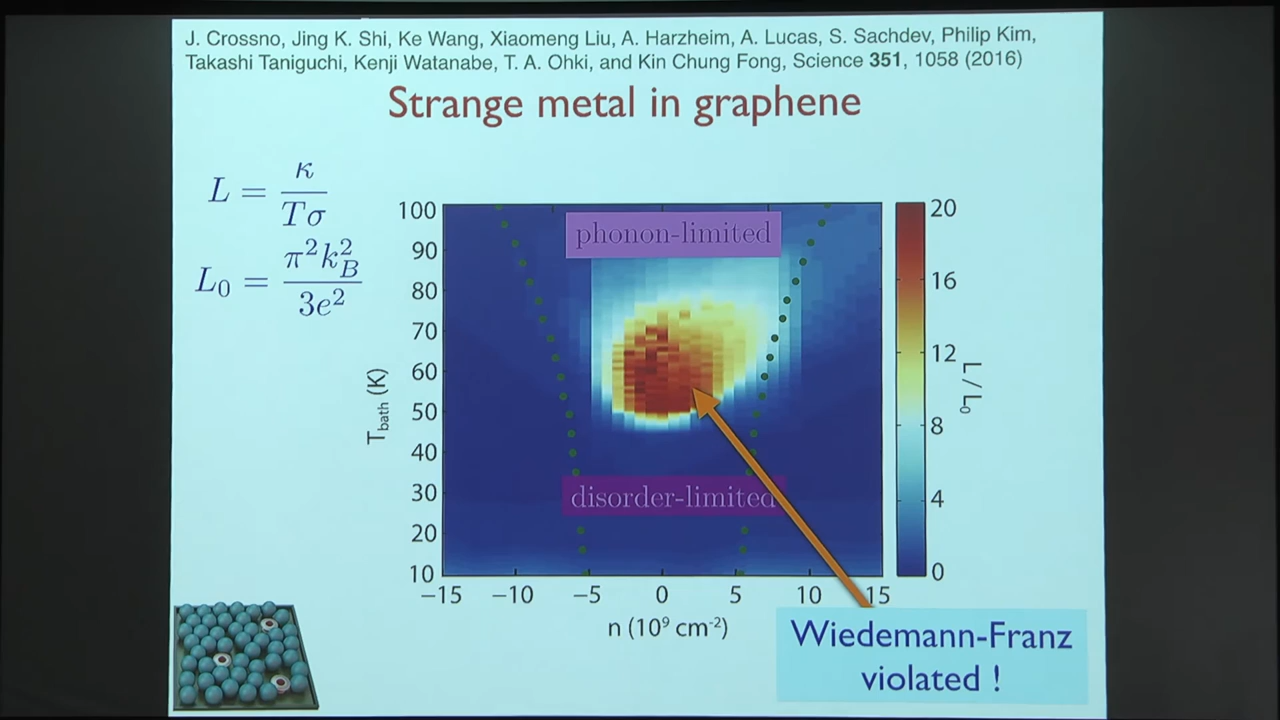 J. Crossno, Jing K. Shi, Ke Wang, Xiaomeng Liu, A. Harzheim, A. Lucas, S. Sachdev, Philip Kim,
Takashi Taniguchi, Kenji Watanabe, T. A. Ohki, and Kin Chung Fong, Science 351, 1058 (2016)
Strange metal in graphene
L = κ / Tσ
L₀ = π²k_B² / 3e²
phonon-limited
disorder-limited
T_bath (K)
100
90
80
70
60
50
40
30
20
10
−15 −10 −5 0 5 10 15
n (10⁹ cm⁻²)
20
16
12
8
4
0
L / L₀
Wiedemann-Franz
violated !